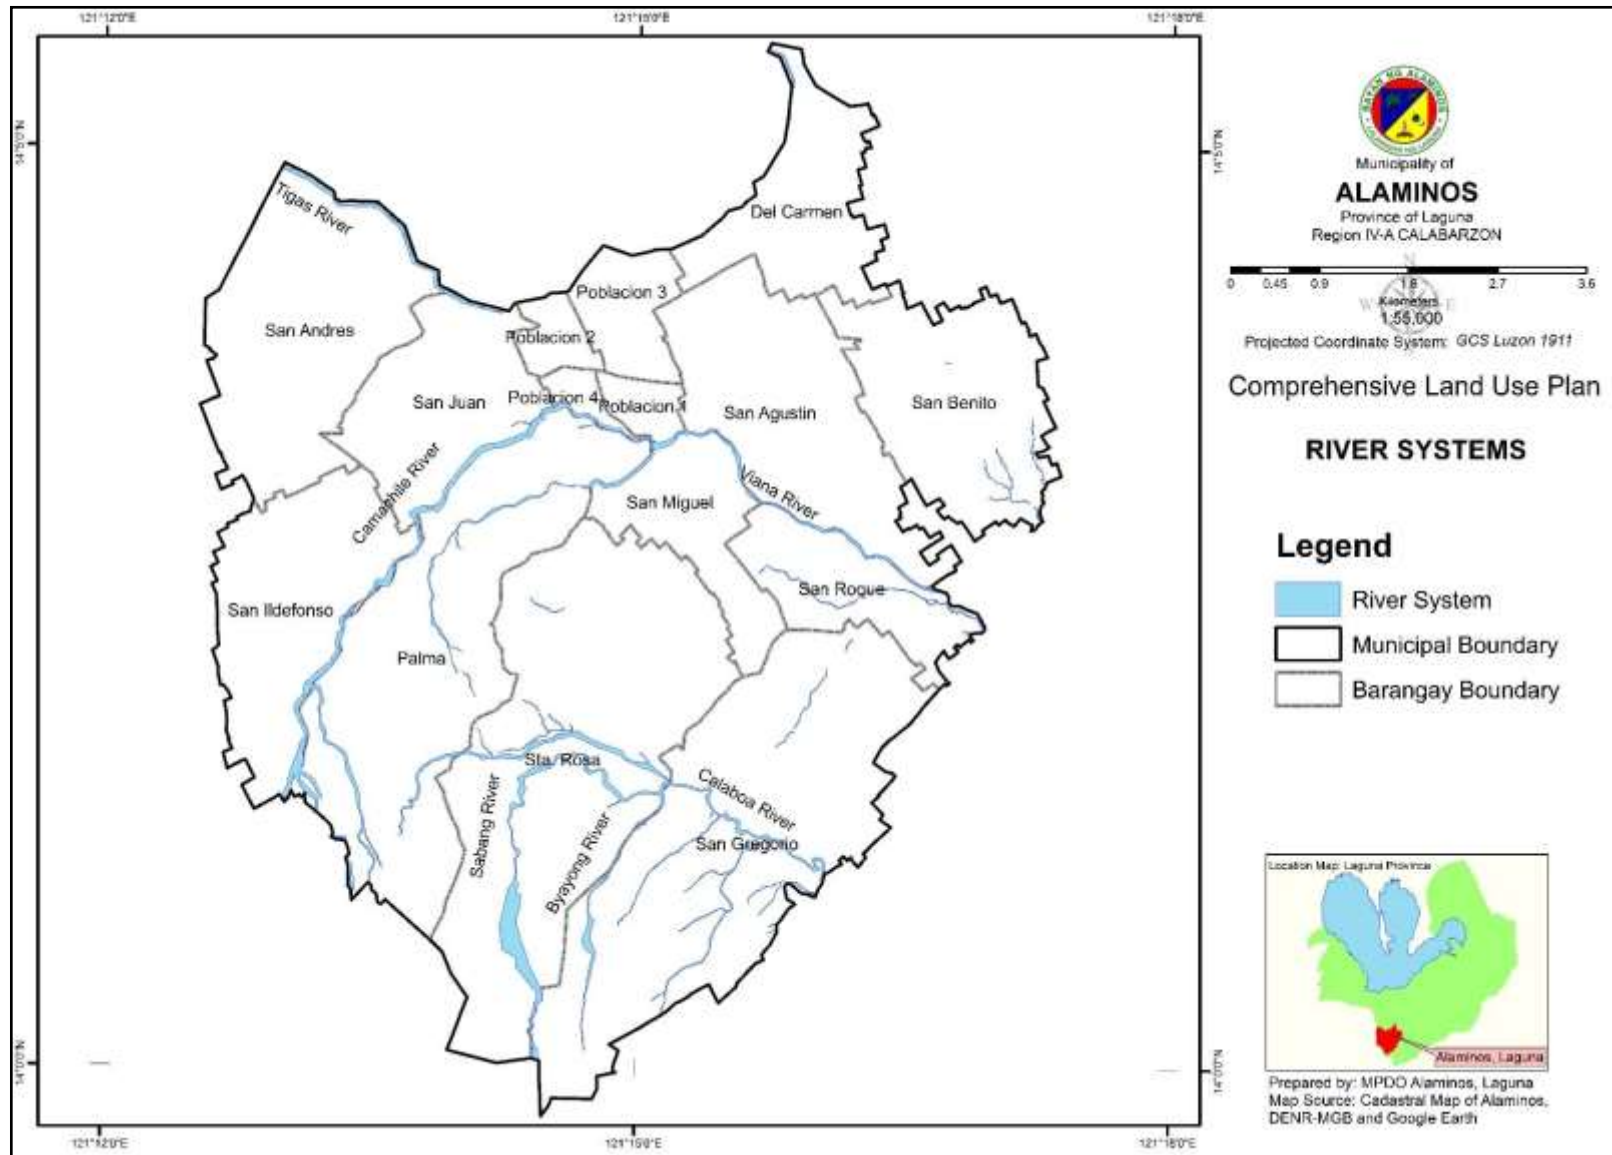 121°12'0"E
121°15'0"E
121°18'0"E
14°5'0"N
14°5'0"N
Tigas River
Del Carmen
Poblacion 3
San Andres
Poblacion 2
San Juan
Poblacion 4
Poblacion 1
San Agustin
San Benito
Camachile River
Viana River
San Miguel
San Roque
San Ildefonso
Palma
Sta. Rosa
Calaboa River
Sabang River
Byayong River
San Gregorio
14°0'0"N
14°0'0"N
121°12'0"E
121°15'0"E
121°18'0"E
BAYAN NG ALAMINOS
Municipality of
ALAMINOS
Province of Laguna
Region IV-A CALABARZON
N
W
E
0 0.45 0.9 1.8 2.7 3.6
Kilometers
1:55,000
Projected Coordinate System: GCS Luzon 1911
Comprehensive Land Use Plan
RIVER SYSTEMS
Legend
River System
Municipal Boundary
Barangay Boundary
Location Map: Laguna Province
Alaminos, Laguna
Prepared by: MPDO Alaminos, Laguna
Map Source: Cadastral Map of Alaminos,
DENR-MGB and Google Earth